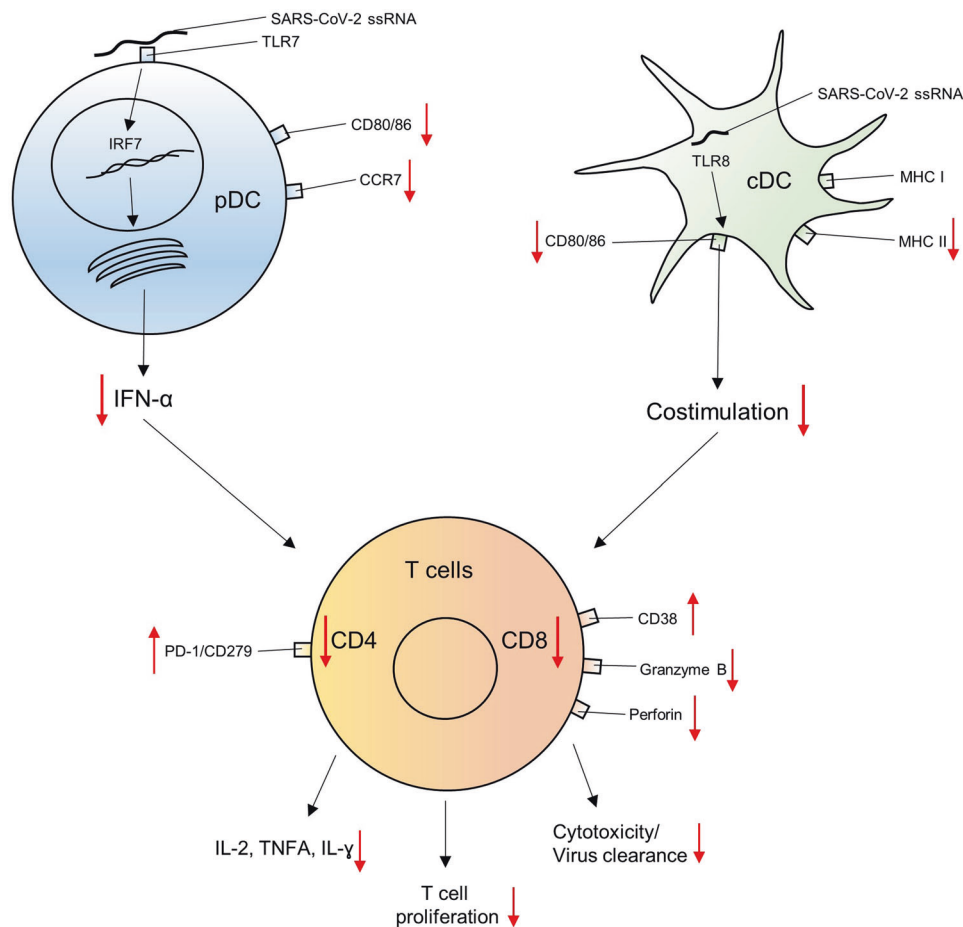 SARS-CoV-2 ssRNA
TLR7
IRF7
pDC
CD80/86
CCR7
IFN-α
SARS-CoV-2 ssRNA
TLR8
cDC
MHC I
MHC II
CD80/86
Costimulation
T cells
CD4
CD8
PD-1/CD279
CD38
Granzyme B
Perforin
IL-2, TNFA, IL-ɣ
T cell
proliferation
Cytotoxicity/
Virus clearance